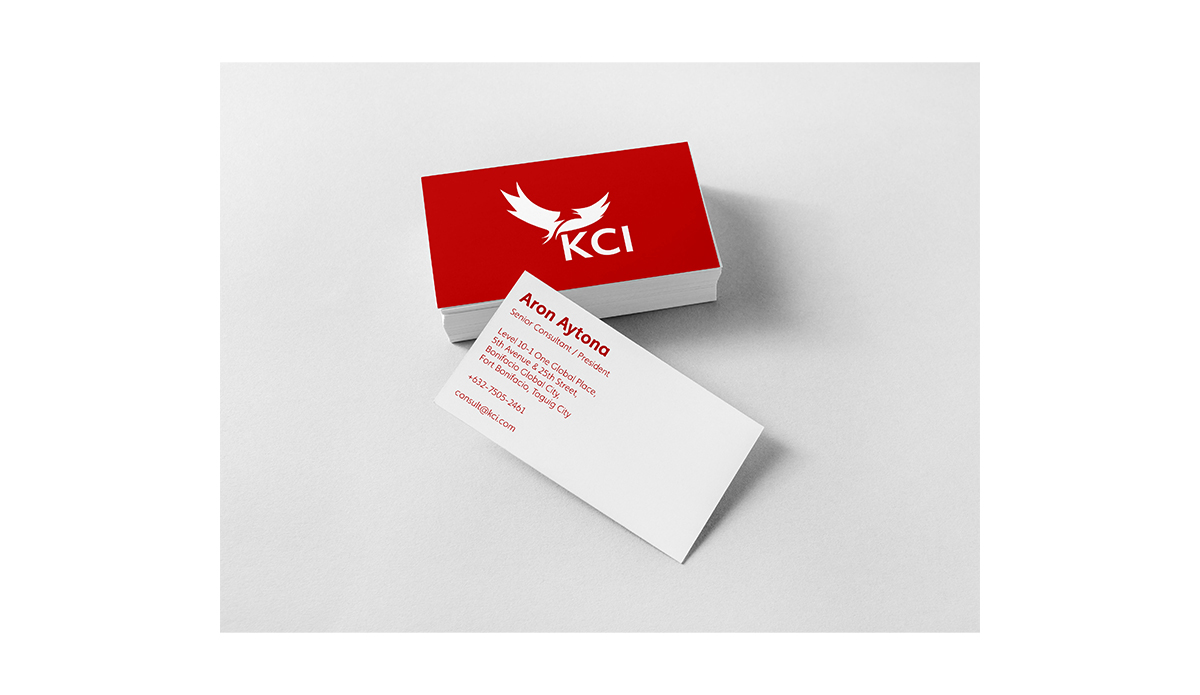 KCI
Aron Aytona
Senior Consultant / President
Level 10-1 One Global Place,
5th Avenue & 25th Street,
Bonifacio Global City,
Fort Bonifacio, Taguig City
+632-7505-2461
consult@kci.com